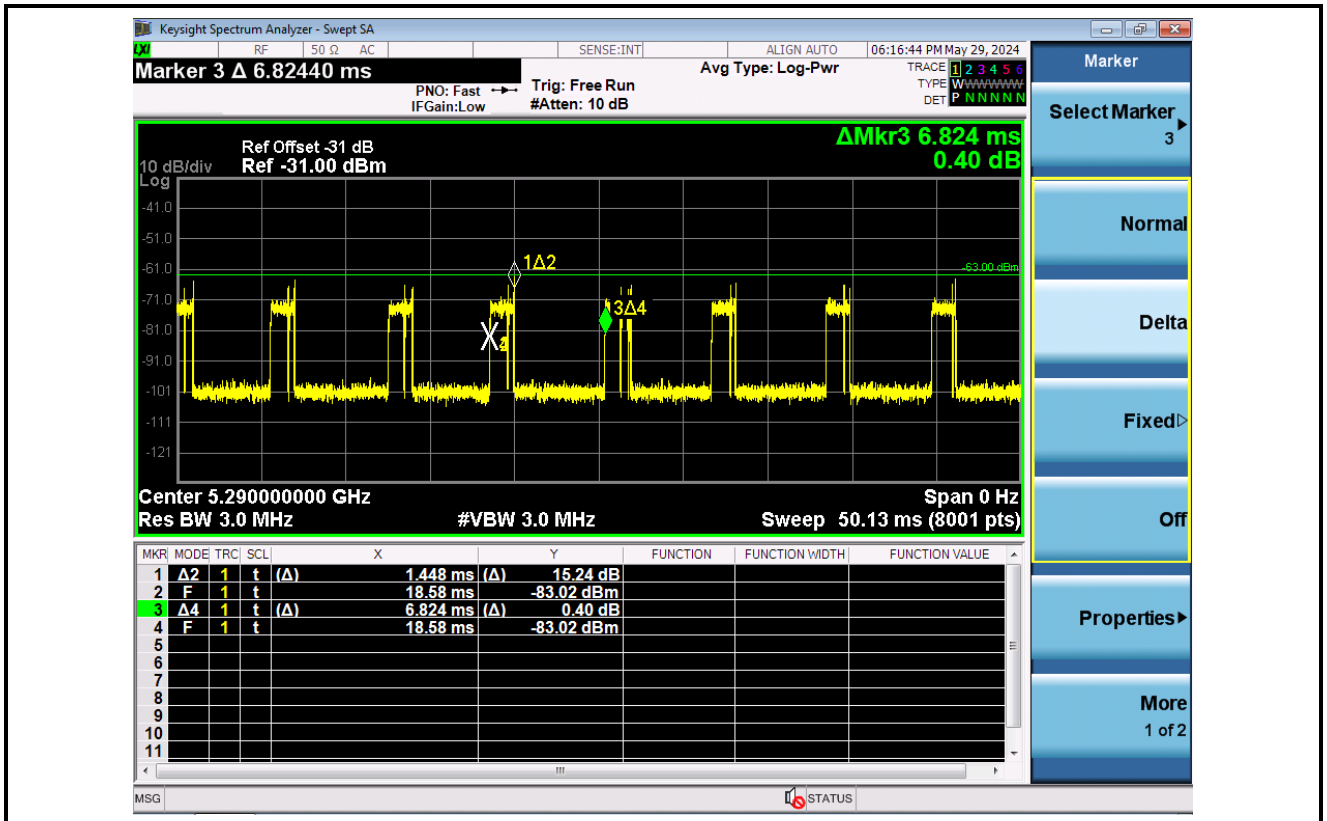 Keysight Spectrum Analyzer - Swept SA
LXI RF 50 Ω AC SENSE:INT ALIGN AUTO 06:16:44 PM May 29, 2024
Marker 3 Δ 6.82440 ms
PNO: Fast
IFGain:Low
Trig: Free Run
#Atten: 10 dB
Avg Type: Log-Pwr
TRACE 1 2 3 4 5 6
TYPE WWWWWW
DET P N N N N N
ΔMkr3 6.824 ms
0.40 dB
Ref Offset -31 dB
10 dB/div Ref -31.00 dBm
Log
-41.0
-51.0
-61.0
-71.0
-81.0
-91.0
-101
-111
-121
1Δ2
-63.00 dBm
3Δ4
X
Center 5.290000000 GHz Span 0 Hz
Res BW 3.0 MHz #VBW 3.0 MHz Sweep 50.13 ms (8001 pts)
MKR MODE TRC SCL X Y FUNCTION FUNCTION WIDTH FUNCTION VALUE
1 Δ2 1 t (Δ) 1.448 ms (Δ) 15.24 dB
2 F 1 t 18.58 ms -83.02 dBm
3 Δ4 1 t (Δ) 6.824 ms (Δ) 0.40 dB
4 F 1 t 18.58 ms -83.02 dBm
5
6
7
8
9
10
11
MSG STATUS
Marker
Select Marker
3
Normal
Delta
Fixed
Off
Properties
More
1 of 2